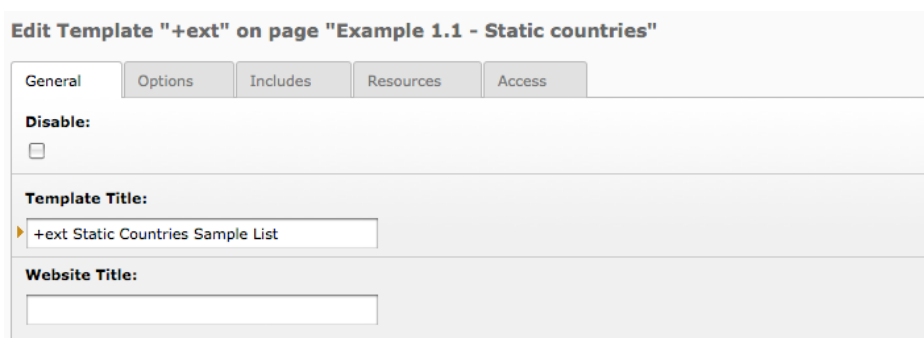 Edit Template "+ext" on page "Example 1.1 - Static countries"
General Options Includes Resources Access
Disable:
Template Title:
+ext Static Countries Sample List
Website Title: